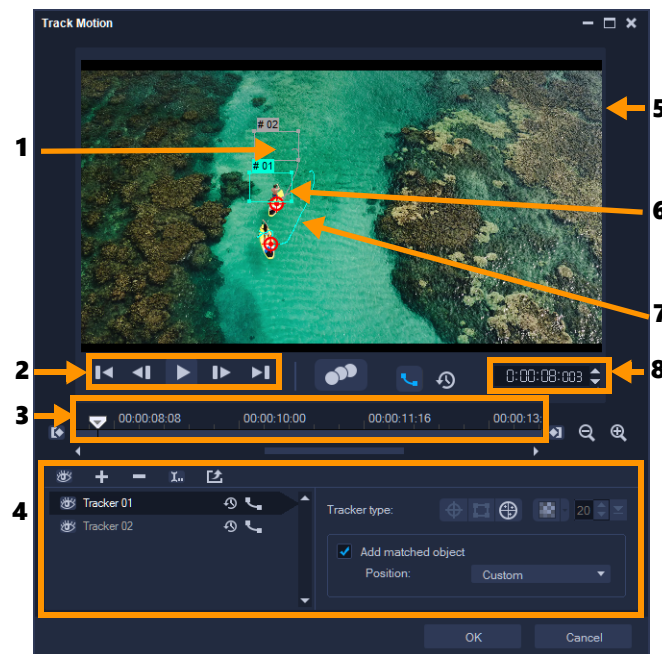 Track Motion
5
# 02
1
# 01
6
7
2
0:00:08:003
8
3
00:00:08:08 00:00:10:00 00:00:11:16 00:00:13:
4
Tracker 01
Tracker type:
20
Tracker 02
Add matched object
Position:
Custom
OK
Cancel